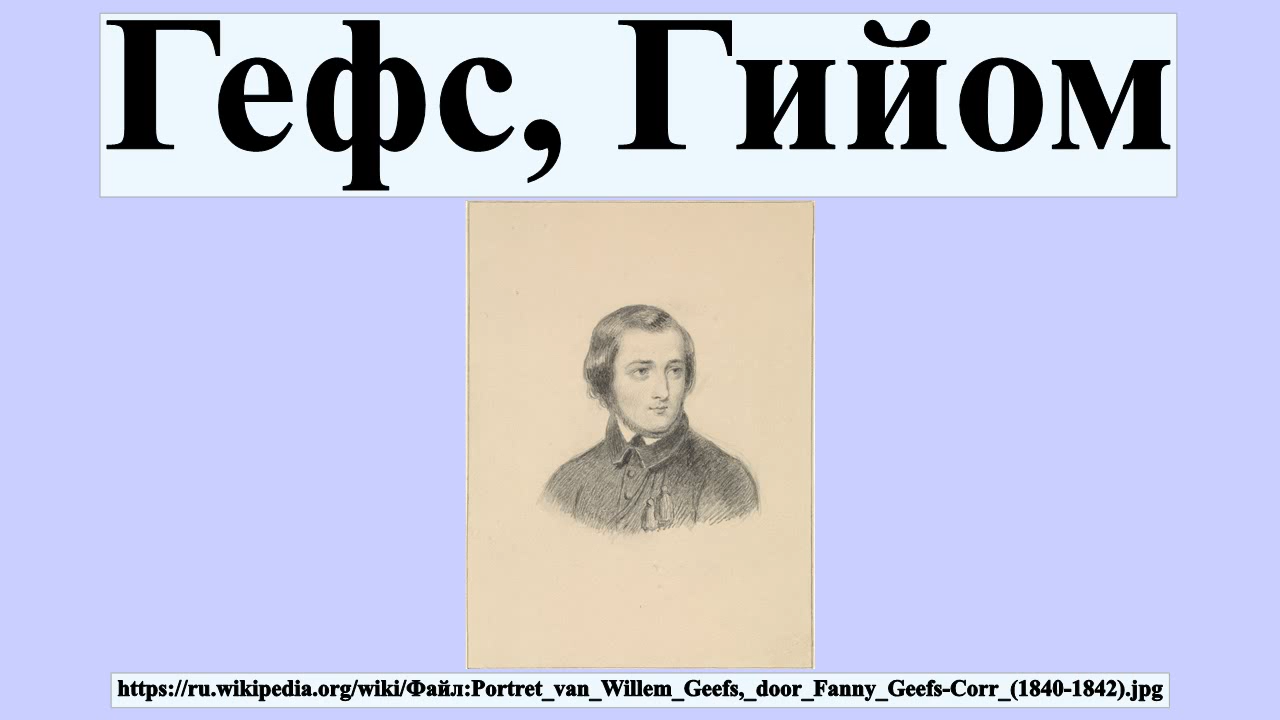 Гефс, Гийом
https://ru.wikipedia.org/wiki/Файл:Portret_van_Willem_Geefs,_door_Fanny_Geefs-Corr_(1840-1842).jpg